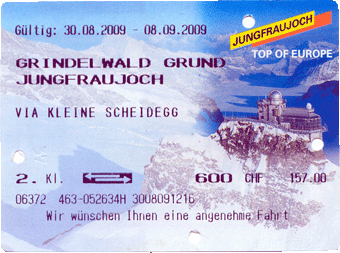 Gültig: 30.08.2009 - 08.09.2009
JUNGFRAUJOCH
TOP OF EUROPE
GRINDELWALD GRUND
JUNGFRAUJOCH
VIA KLEINE SCHEIDEGG
2. Kl. 600 CHF 157.00
06372 463-052634H 3008091216
Wir wünschen Ihnen eine angenehme Fahrt